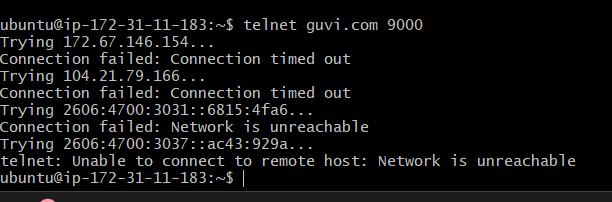 ubuntu@ip-172-31-11-183:~$ telnet guvi.com 9000
Trying 172.67.146.154...
Connection failed: Connection timed out
Trying 104.21.79.166...
Connection failed: Connection timed out
Trying 2606:4700:3031::6815:4fa6...
Connection failed: Network is unreachable
Trying 2606:4700:3037::ac43:929a...
telnet: Unable to connect to remote host: Network is unreachable
ubuntu@ip-172-31-11-183:~$